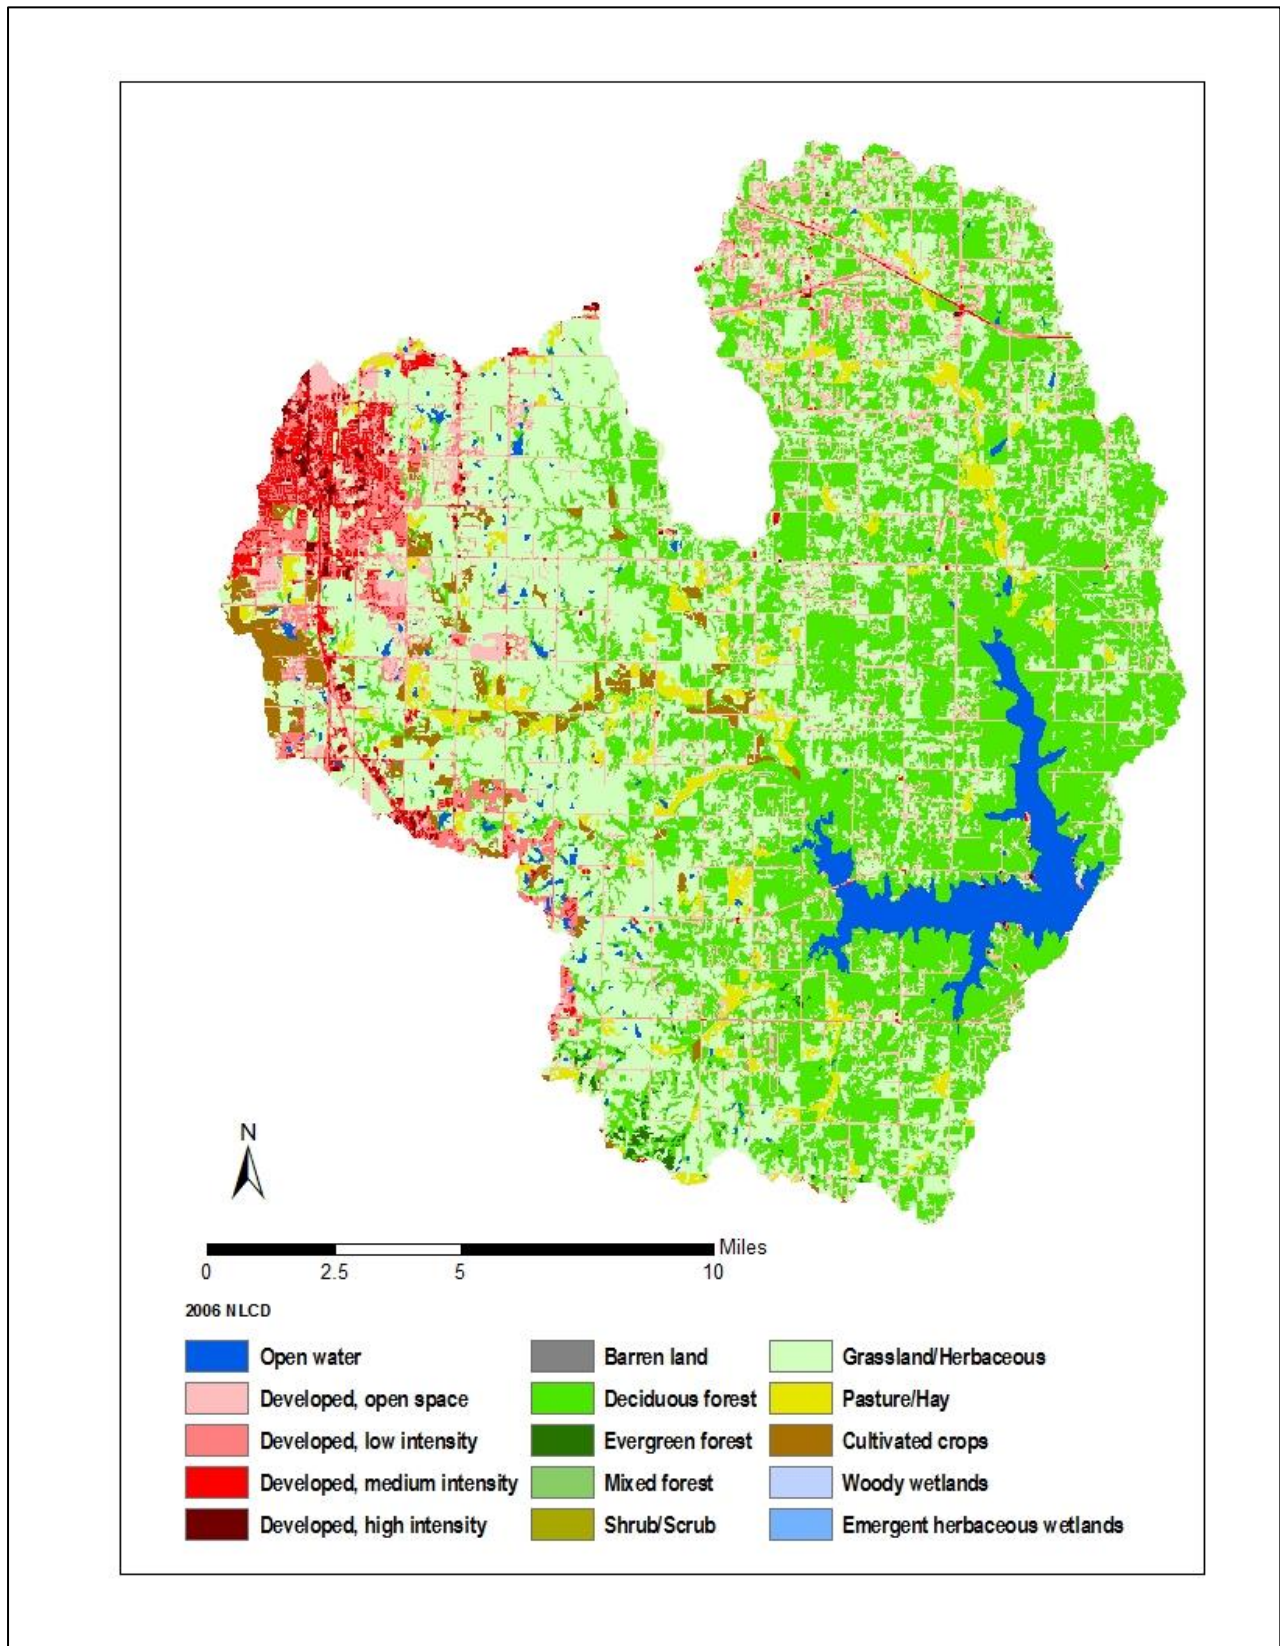 N
Miles
0 2.5 5 10
2006 NLCD
Open water
Developed, open space
Developed, low intensity
Developed, medium intensity
Developed, high intensity
Barren land
Deciduous forest
Evergreen forest
Mixed forest
Shrub/Scrub
Grassland/Herbaceous
Pasture/Hay
Cultivated crops
Woody wetlands
Emergent herbaceous wetlands